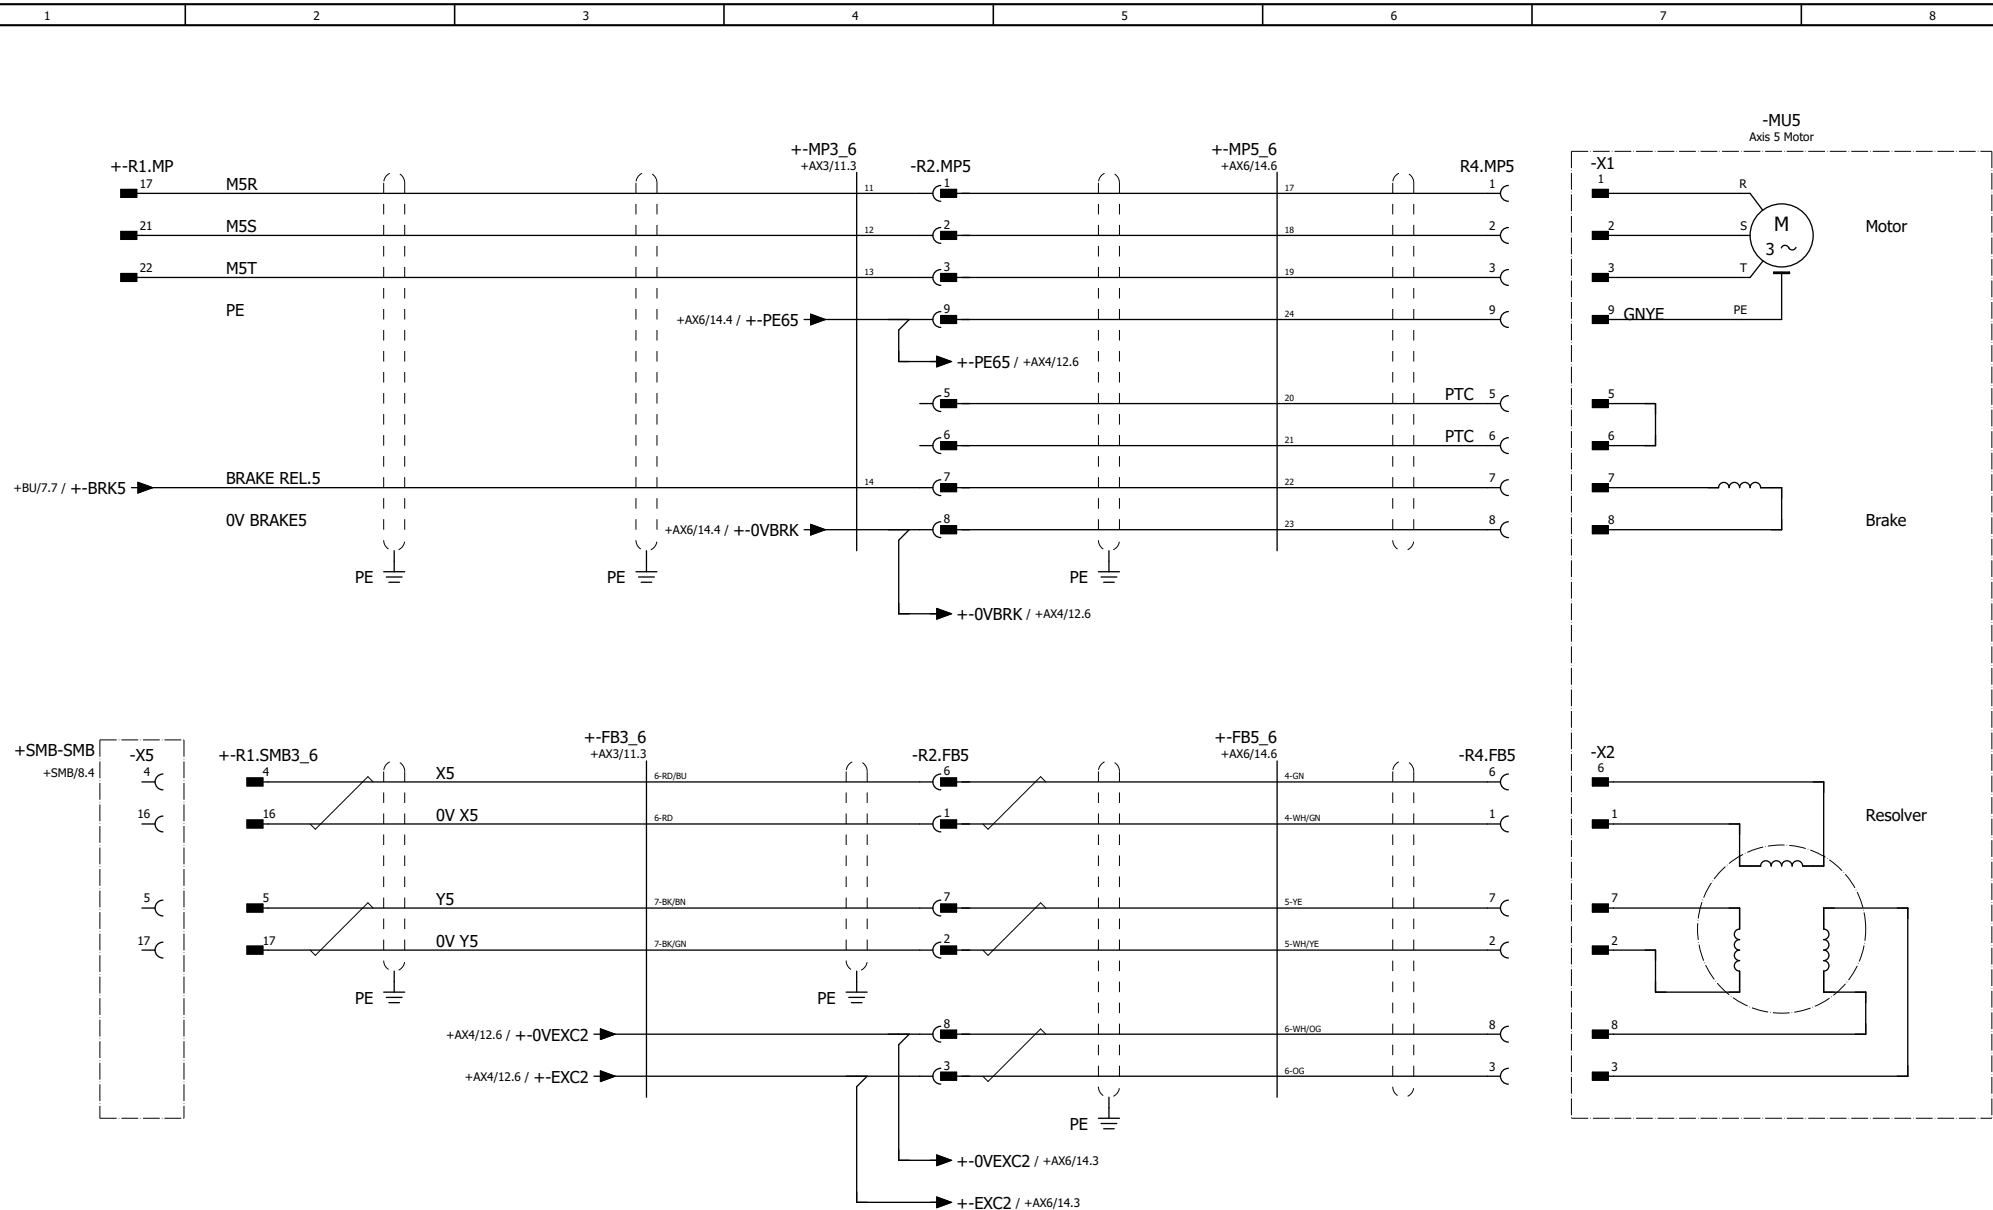 1 2 3 4 5 6 7 8
-MU5
Axis 5 Motor
+-MP3_6 +-MP5_6
+-R1.MP +AX3/11.3 -R2.MP5 +AX6/14.6 R4.MP5 -X1
17 M5R 11 1 17 1 1 R
21 M5S 12 2 18 2 2 S M Motor
3 ~
22 M5T 13 3 19 3 3 T
PE +AX6/14.4 / +-PE65 9 24 9 9 GNYE PE
+-PE65 / +AX4/12.6
5 20 PTC 5 5
6 21 PTC 6 6
+BU/7.7 / +-BRK5 BRAKE REL.5 14 7 22 7 7
0V BRAKE5 +AX6/14.4 / +-0VBRK 8 23 8 8 Brake
PE PE PE
+-0VBRK / +AX4/12.6
+-FB3_6 +-FB5_6
+SMB-SMB -X5 +-R1.SMB3_6 +AX3/11.3 -R2.FB5 +AX6/14.6 -R4.FB5 -X2
+SMB/8.4 4 4 X5 6-RD/BU 6 4-GN 6 6
16 16 0V X5 6-RD 1 4-WH/GN 1 1 Resolver
5 5 Y5 7-BK/BN 7 5-YE 7 7
17 17 0V Y5 7-BK/GN 2 5-WH/YE 2 2
PE PE
+AX4/12.6 / +-0VEXC2 8 6-WH/OG 8 8
+AX4/12.6 / +-EXC2 3 6-OG 3 3
PE
+-0VEXC2 / +AX6/14.3
+-EXC2 / +AX6/14.3